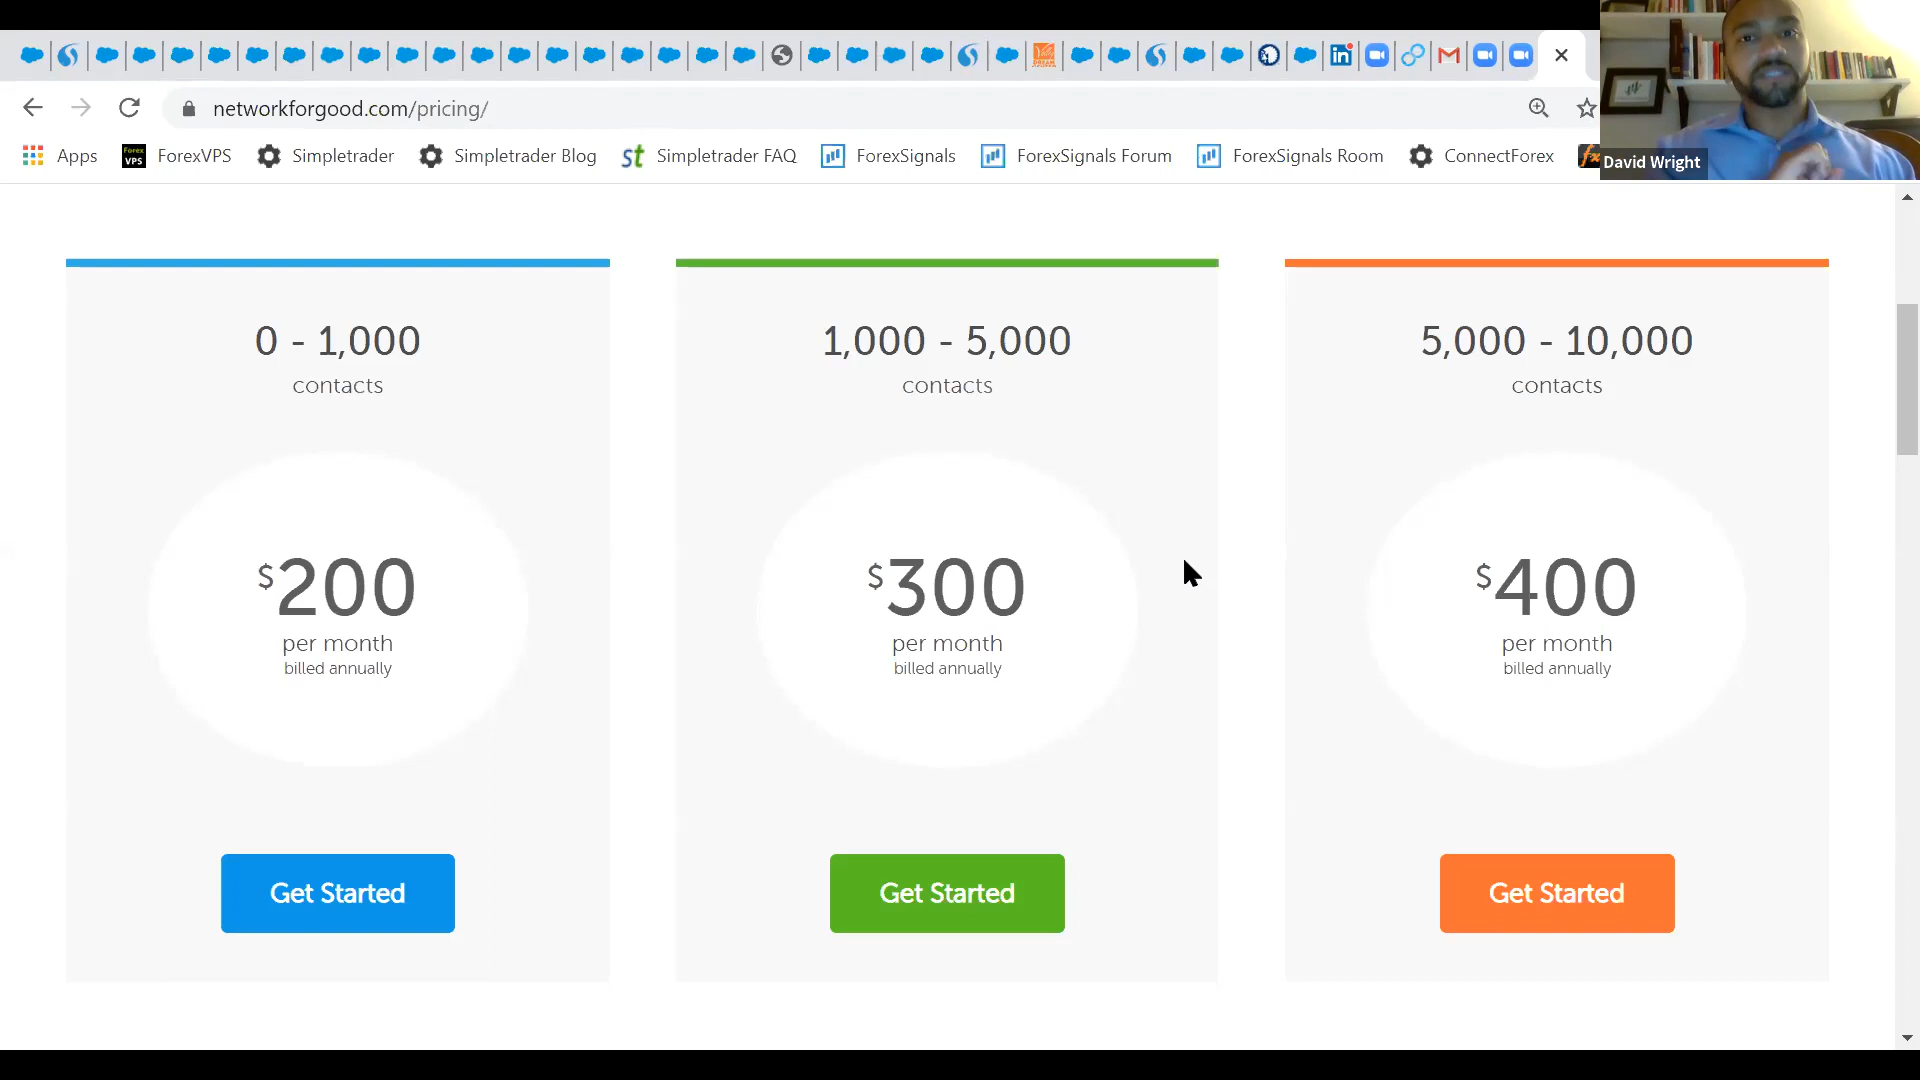 networkforgood.com/pricing/
Apps ForexVPS Simpletrader Simpletrader Blog Simpletrader FAQ ForexSignals ForexSignals Forum ForexSignals Room ConnectForex
David Wright
0 - 1,000
contacts
$200
per month
billed annually
Get Started
1,000 - 5,000
contacts
$300
per month
billed annually
Get Started
5,000 - 10,000
contacts
$400
per month
billed annually
Get Started